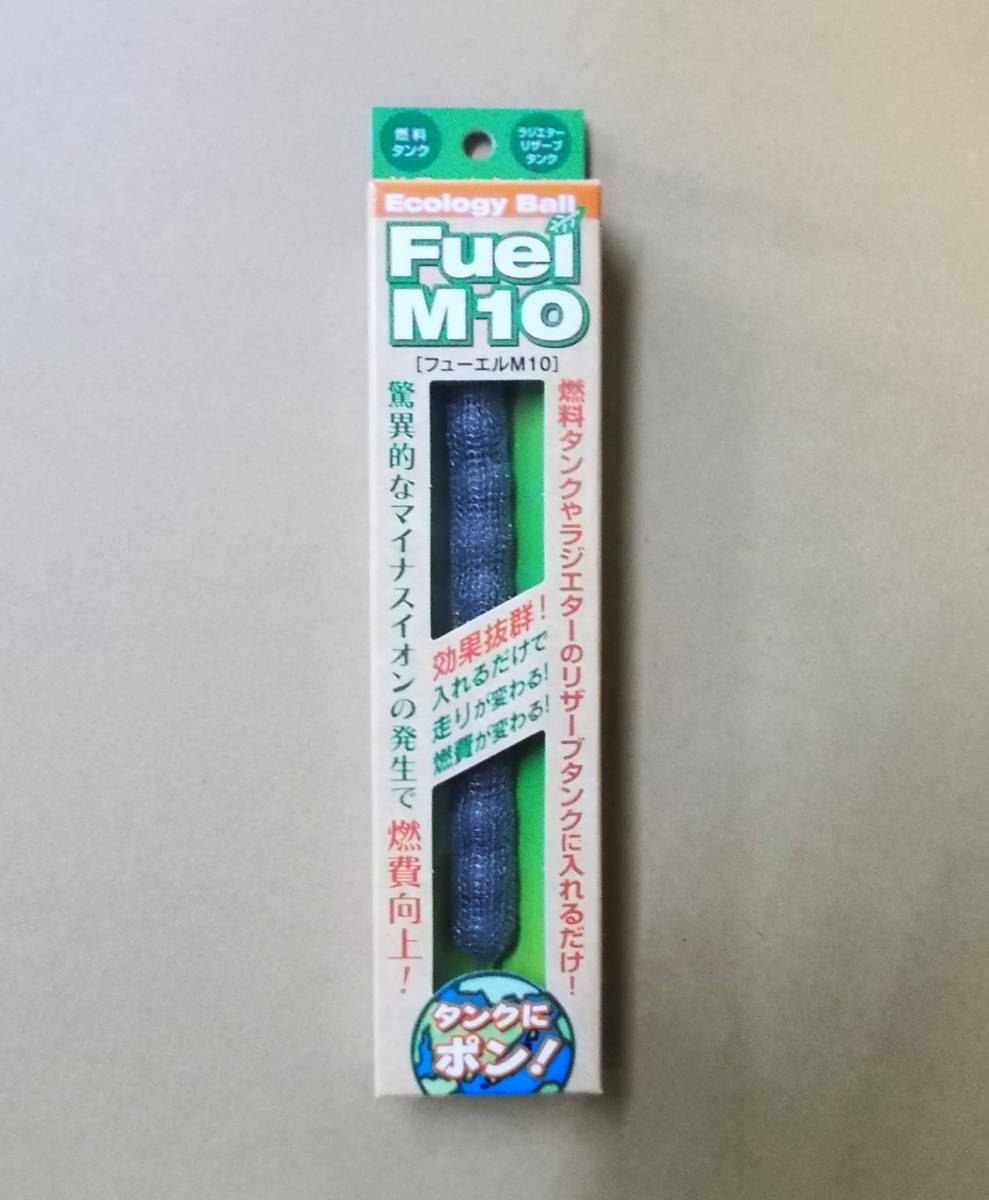 燃料
タンク
ラジエター
リザーブ
タンク
Ecology Ball
Fuel
M10
[フューエルM10]
燃料タンクやラジエターのリザーブタンクに入れるだけ!
驚異的なマイナスイオンの発生で燃費向上!
効果抜群!
入れるだけで
走りが変わる!
燃費が変わる!
タンクに
ポン!